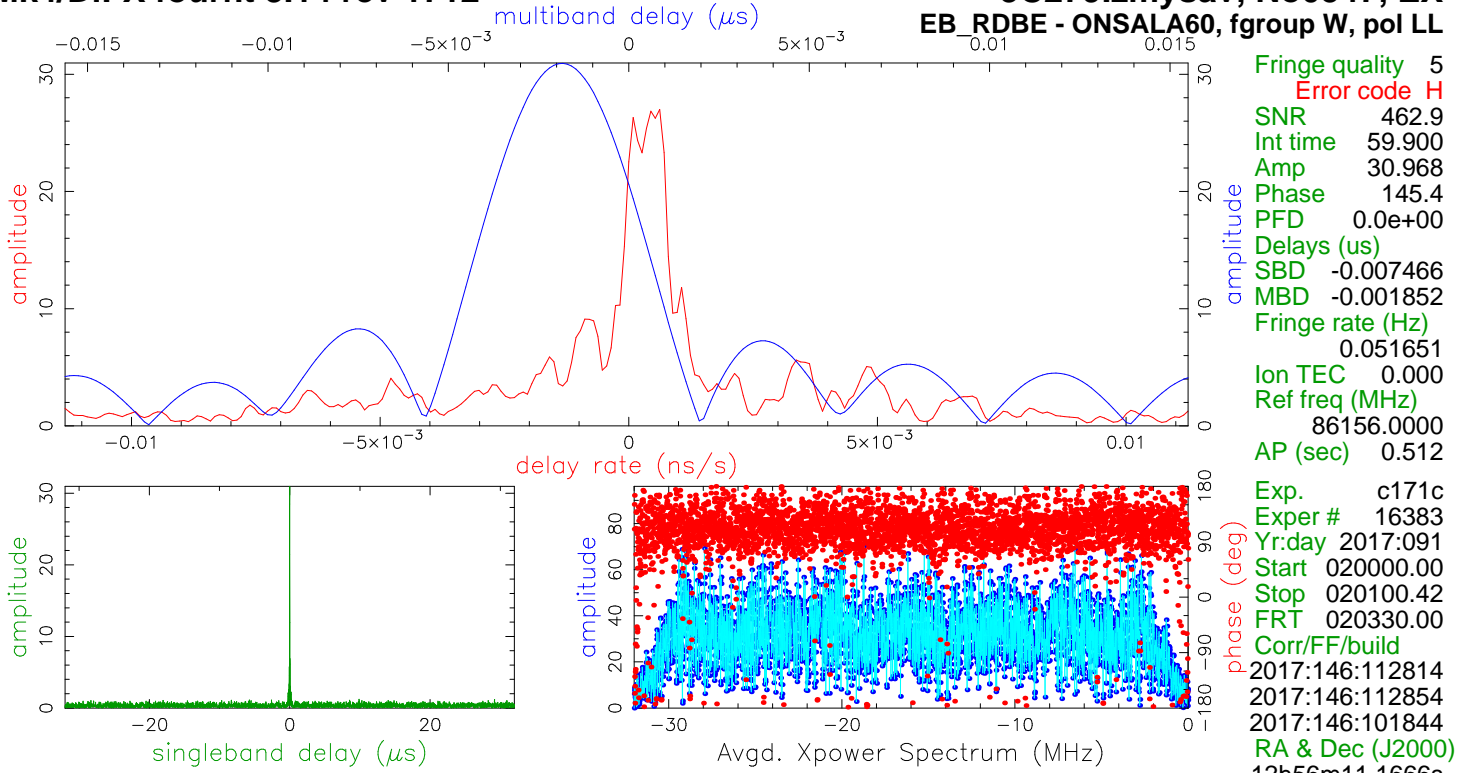 multiband delay (μs)
EB_RDBE - ONSALA60, fgroup W, pol LL
−0.015 −0.01 −5×10⁻³ 0 5×10⁻³ 0.01 0.015
amplitude
0 10 20 30
amplitude
0 10 20 30
−0.01 −5×10⁻³ 0 5×10⁻³ 0.01
delay rate (ns/s)
Fringe quality 5
Error code H
SNR 462.9
Int time 59.900
Amp 30.968
Phase 145.4
PFD 0.0e+00
Delays (us)
SBD -0.007466
MBD -0.001852
Fringe rate (Hz)
0.051651
Ion TEC 0.000
Ref freq (MHz)
86156.0000
AP (sec) 0.512
Exp. c171c
Exper # 16383
Yr:day 2017:091
Start 020000.00
Stop 020100.42
FRT 020330.00
Corr/FF/build
2017:146:112814
2017:146:112854
2017:146:101844
RA & Dec (J2000)
amplitude
0 10 20 30
−20 0 20
singleband delay (μs)
amplitude
0 20 40 60 80
−30 −20 −10 0
Avgd. Xpower Spectrum (MHz)
phase (deg)
−180 −90 0 90 180